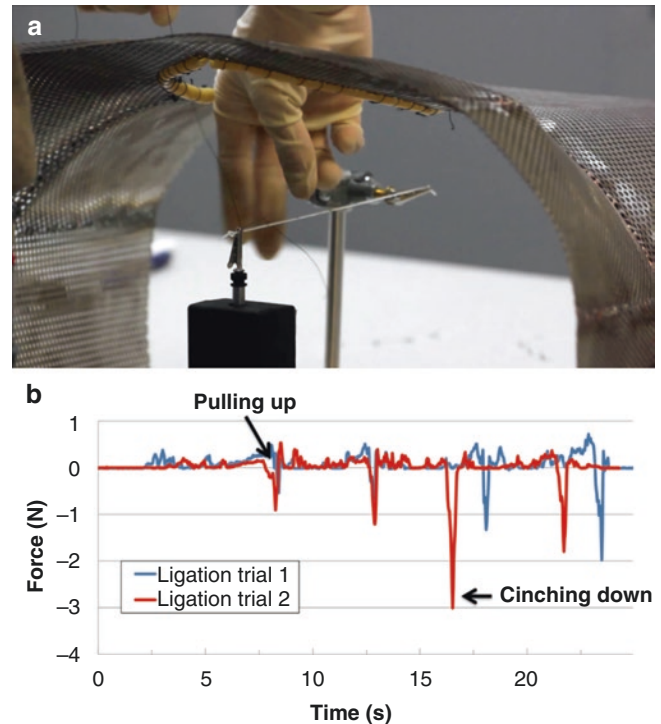 a
b
Pulling up
1
0
−1
−2
−3
−4
Force (N)
Ligation trial 1
Ligation trial 2
Cinching down
0
5
10
15
20
Time (s)